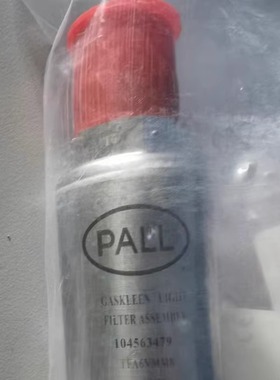 PALL
GASKLEEN LIGHT
FILTER ASSEMBLY
104563479